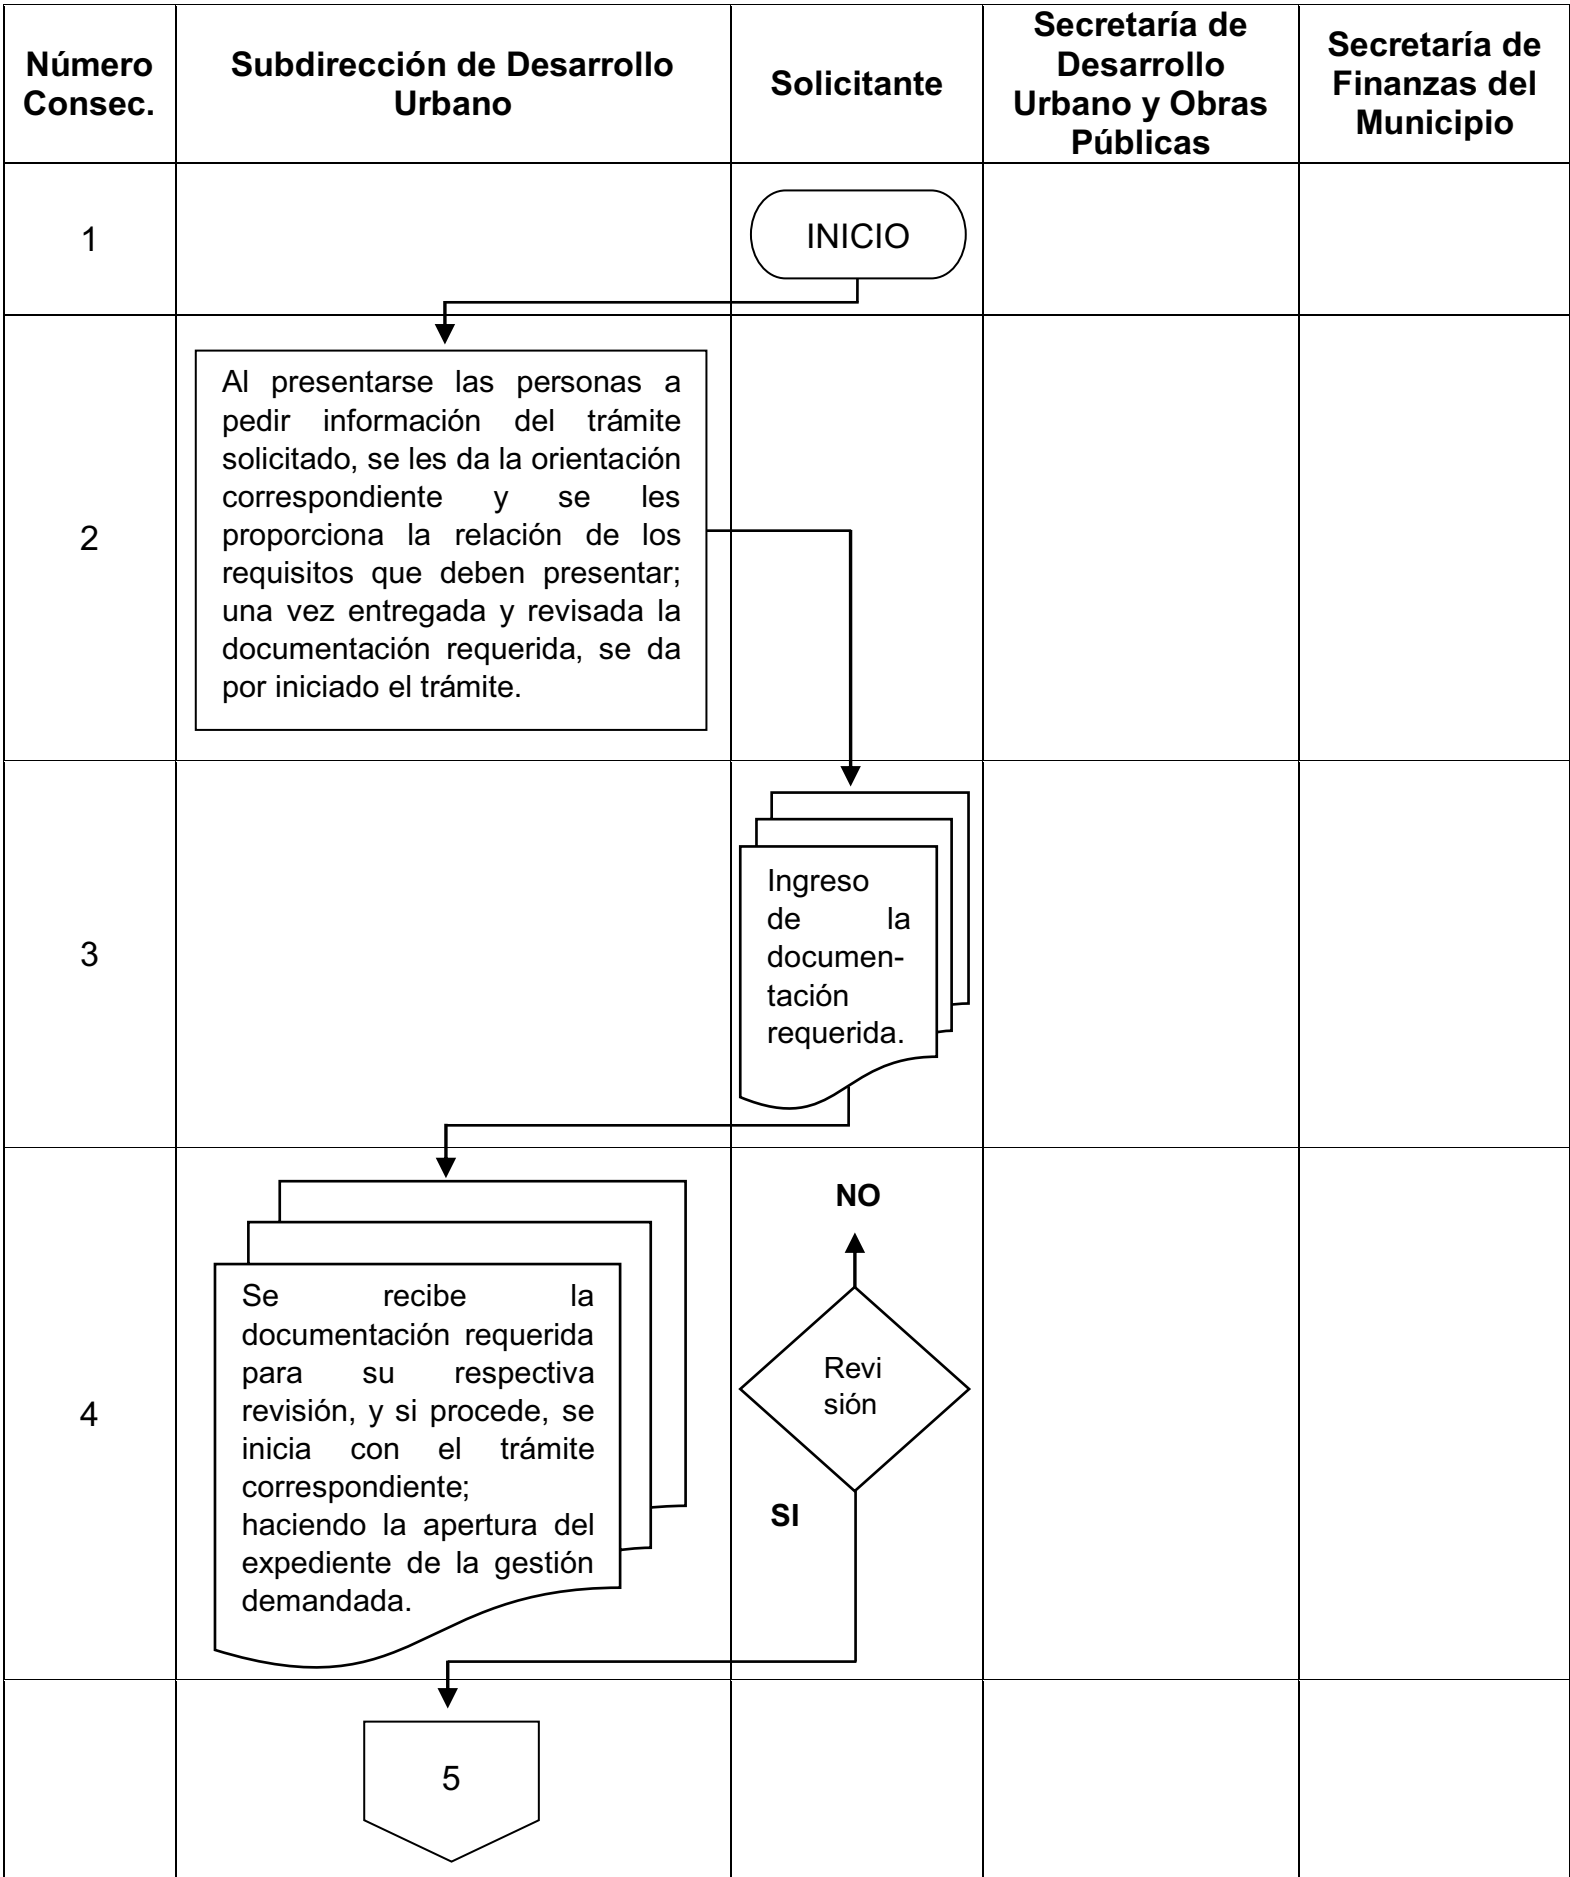 Número
Consec.
Subdirección de Desarrollo
Urbano
Solicitante
Secretaría de
Desarrollo
Urbano y Obras
Públicas
Secretaría de
Finanzas del
Municipio
1
INICIO
2
Al presentarse las personas a
pedir información del trámite
solicitado, se les da la orientación
correspondiente y se les
proporciona la relación de los
requisitos que deben presentar;
una vez entregada y revisada la
documentación requerida, se da
por iniciado el trámite.
3
Ingreso
de la
documen-
tación
requerida.
4
Se recibe la
documentación requerida
para su respectiva
revisión, y si procede, se
inicia con el trámite
correspondiente;
haciendo la apertura del
expediente de la gestión
demandada.
NO
Revi
sión
SI
5